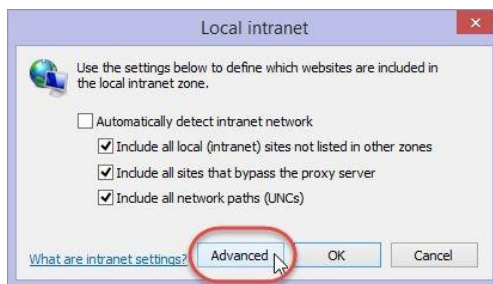 Local intranet
Use the settings below to define which websites are included in
the local intranet zone.
Automatically detect intranet network
Include all local (intranet) sites not listed in other zones
Include all sites that bypass the proxy server
Include all network paths (UNCs)
What are intranet settings? Advanced OK Cancel